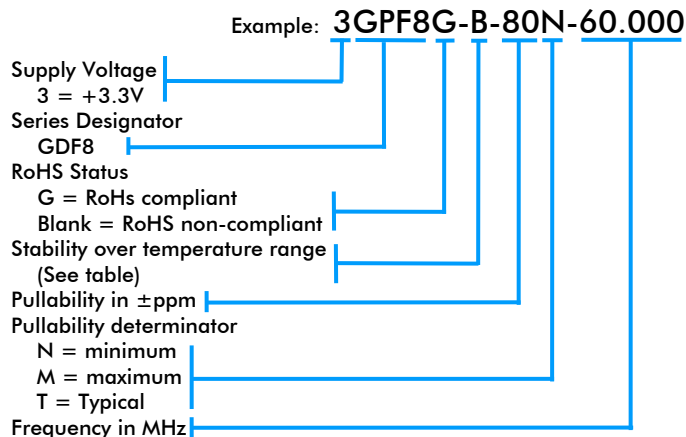 Example: 3GPF8G-B-80N-60.000
Supply Voltage
3 = +3.3V
Series Designator
GDF8
RoHS Status
G = RoHs compliant
Blank = RoHS non-compliant
Stability over temperature range
(See table)
Pullability in ±ppm
Pullability determinator
N = minimum
M = maximum
T = Typical
Frequency in MHz